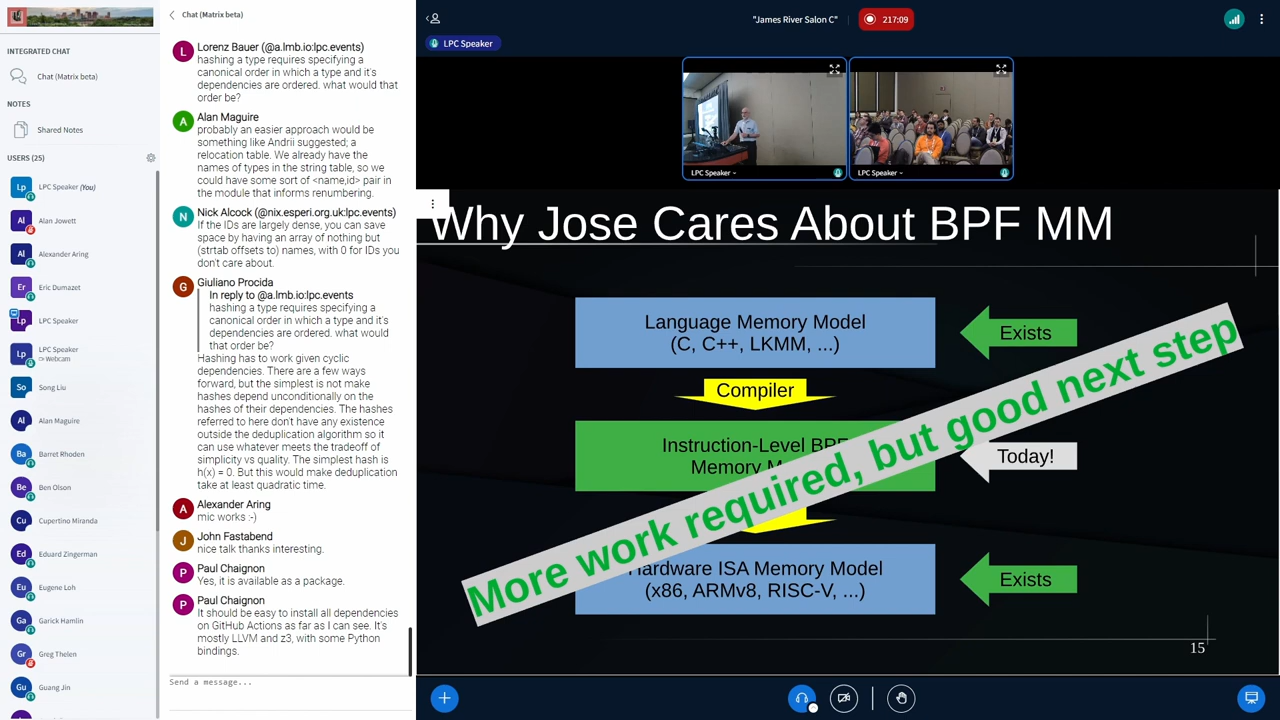 INTEGRATED CHAT
Chat (Matrix beta)
NOTES
Shared Notes
USERS (25)
Lp
LPC Speaker (You)
Al
Alan Jowett
Al
Alexander Aring
Er
Eric Dumazet
Lp
LPC Speaker
Lp
LPC Speaker
Webcam
So
Song Liu
Al
Alan Maguire
Ba
Barret Rhoden
Be
Ben Olson
Cu
Cupertino Miranda
Ed
Eduard Zingerman
Eu
Eugene Loh
Ga
Garick Hamlin
Gr
Greg Thelen
Gu
Guang Jin
Chat (Matrix beta)
L
Lorenz Bauer (@a.lmb.io:lpc.events)
hashing a type requires specifying a
canonical order in which a type and it's
dependencies are ordered. what would that
order be?
A
Alan Maguire
probably an easier approach would be
something like Andrii suggested; a
relocation table. We already have the
names of types in the string table, so we
could have some sort of <name,id> pair in
the module that informs renumbering.
N
Nick Alcock (@nix.esperi.org.uk:lpc.events)
If the IDs are largely dense, you can save
space by having an array of nothing but
(strtab offsets to) names, with 0 for IDs you
don't care about.
G
Giuliano Procida
In reply to @a.lmb.io:lpc.events
hashing a type requires specifying a
canonical order in which a type and it's
dependencies are ordered. what would
that order be?
Hashing has to work given cyclic
dependencies. There are a few ways
forward, but the simplest is not make
hashes depend unconditionally on the
hashes of their dependencies. The hashes
referred to here don't have any existence
outside the deduplication algorithm so it
can use whatever meets the tradeoff of
simplicity vs quality. The simplest hash is
h(x) = 0. But this would make deduplication
take at least quadratic time.
A
Alexander Aring
mic works :-)
J
John Fastabend
nice talk thanks interesting.
P
Paul Chaignon
Yes, it is available as a package.
P
Paul Chaignon
It should be easy to install all dependencies
on GitHub Actions as far as I can see. It's
mostly LLVM and z3, with some Python
bindings.
Send a message...
"James River Salon C"
217:09
LPC Speaker
LPC Speaker
LPC Speaker
Why Jose Cares About BPF MM
Language Memory Model
(C, C++, LKMM, ...)
Exists
Compiler
Instruction-Level BPF
Memory M
Today!
More work required, but good next step
Hardware ISA Memory Model
(x86, ARMv8, RISC-V, ...)
Exists
15